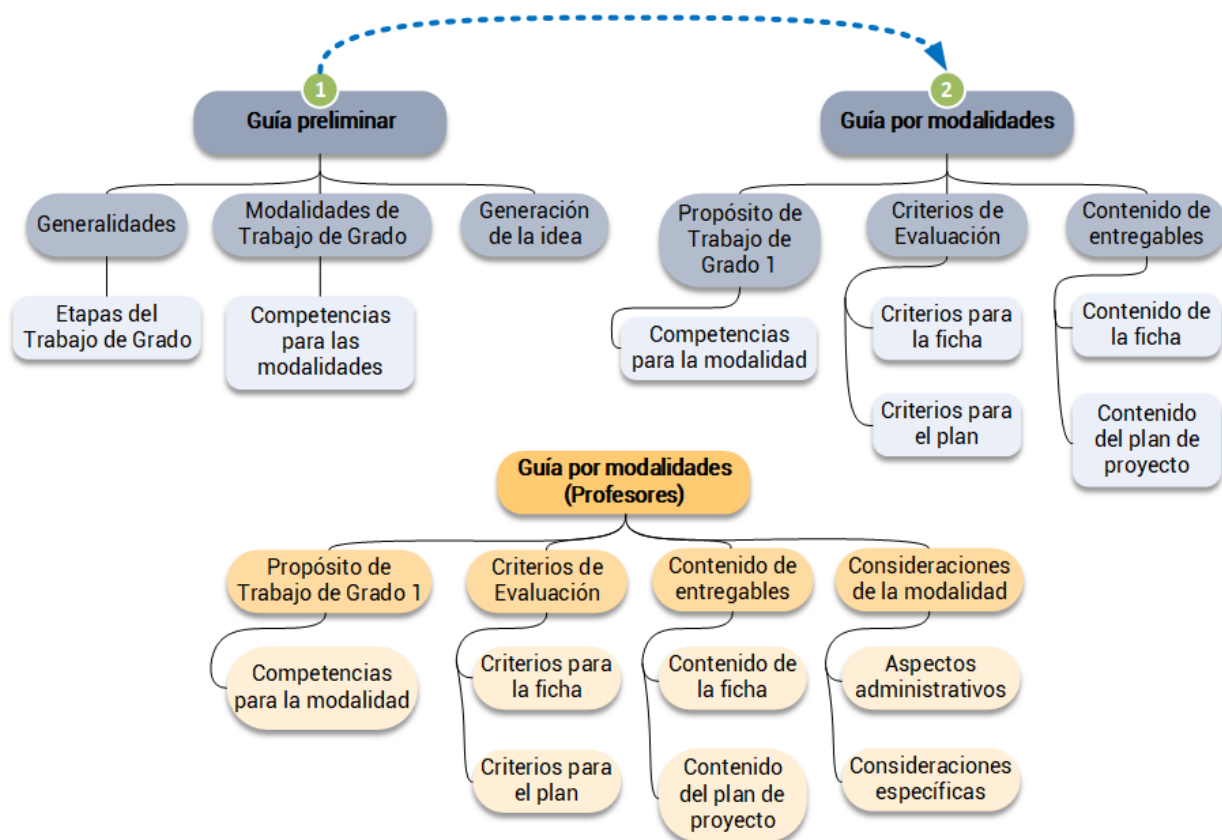 1
Guía preliminar
Generalidades
Etapas del
Trabajo de Grado
Modalidades de
Trabajo de Grado
Competencias
para las
modalidades
Generación
de la idea
2
Guía por modalidades
Propósito de
Trabajo de
Grado 1
Competencias
para la modalidad
Criterios de
Evaluación
Criterios para
la ficha
Criterios para
el plan
Contenido de
entregables
Contenido de
la ficha
Contenido
del plan de
proyecto
Guía por modalidades
(Profesores)
Propósito de
Trabajo de Grado 1
Competencias
para la modalidad
Criterios de
Evaluación
Criterios para
la ficha
Criterios para
el plan
Contenido de
entregables
Contenido de
la ficha
Contenido
del plan de
proyecto
Consideraciones
de la modalidad
Aspectos
administrativos
Consideraciones
específicas